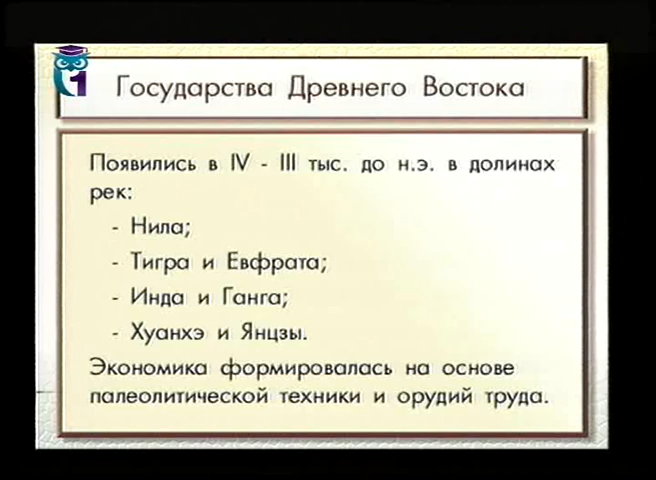 1
Государства Древнего Востока
Появились в IV - III тыс. до н.э. в долинах
рек:
- Нила;
- Тигра и Евфрата;
- Инда и Ганга;
- Хуанхэ и Янцзы.
Экономика формировалась на основе
палеолитической техники и орудий труда.